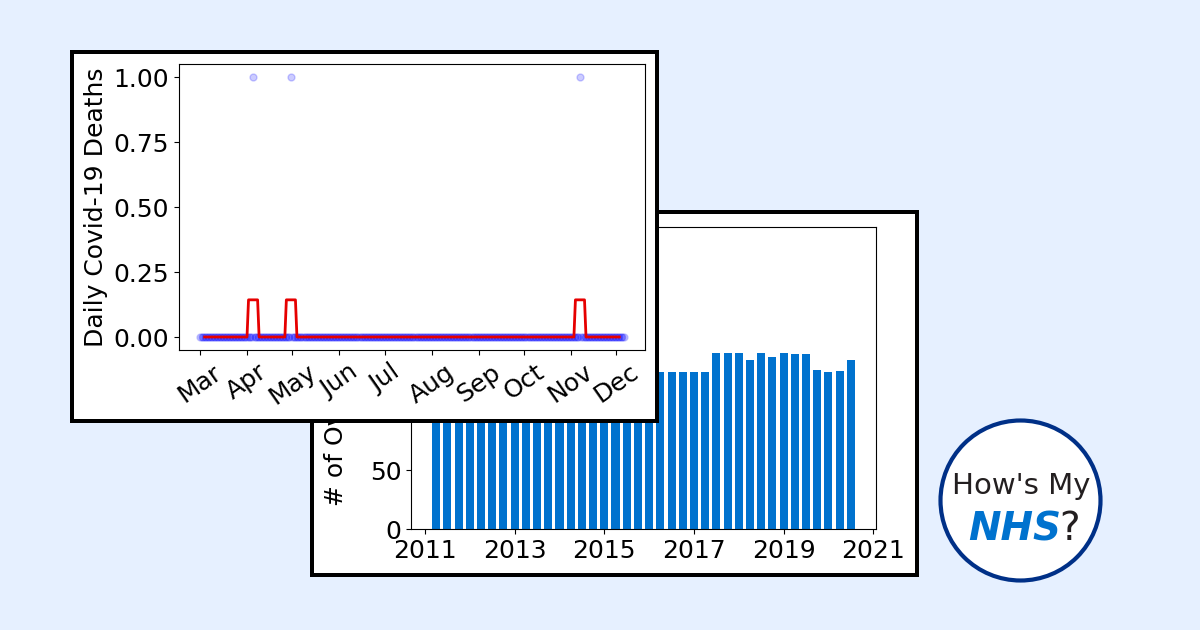 Daily Covid-19 Deaths
1.00
0.75
0.50
0.25
0.00
Mar Apr May Jun Jul Aug Sep Oct Nov Dec
# of
50
0
2011 2013 2015 2017 2019 2021
How's My
NHS?